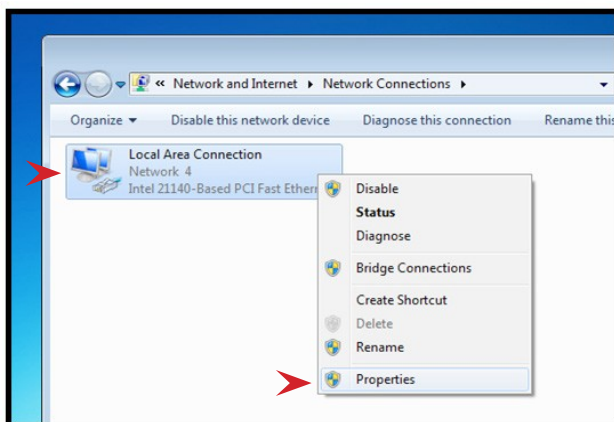 « Network and Internet Network Connections
Organize Disable this network device Diagnose this connection Rename this
Local Area Connection
Network 4
Intel 21140-Based PCI Fast Ethern
Disable
Status
Diagnose
Bridge Connections
Create Shortcut
Delete
Rename
Properties